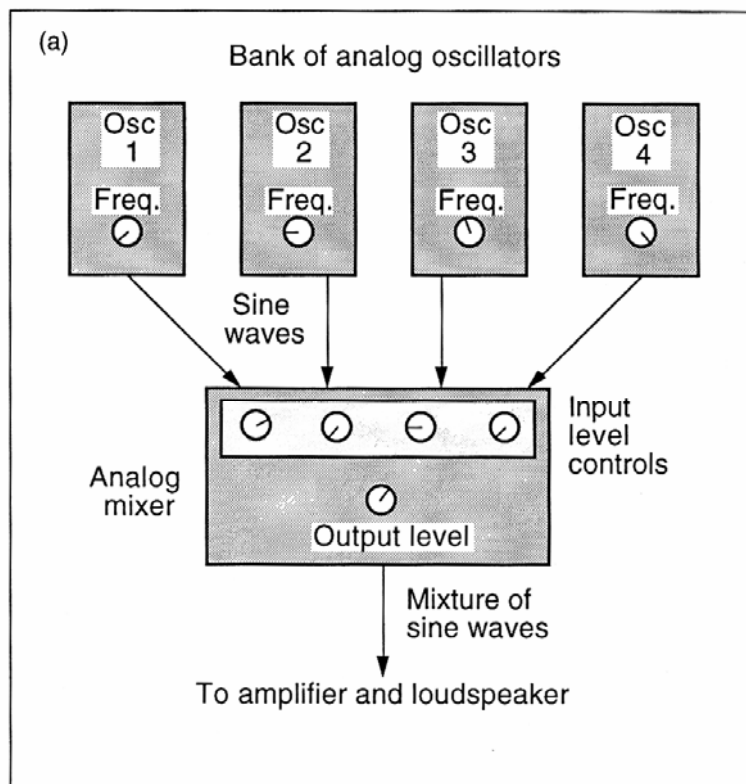 (a)
Bank of analog oscillators
Osc
1
Osc
2
Osc
3
Osc
4
Freq.
Freq.
Freq.
Freq.
Sine
waves
Input
level
controls
Analog
mixer
Output level
Mixture of
sine waves
To amplifier and loudspeaker